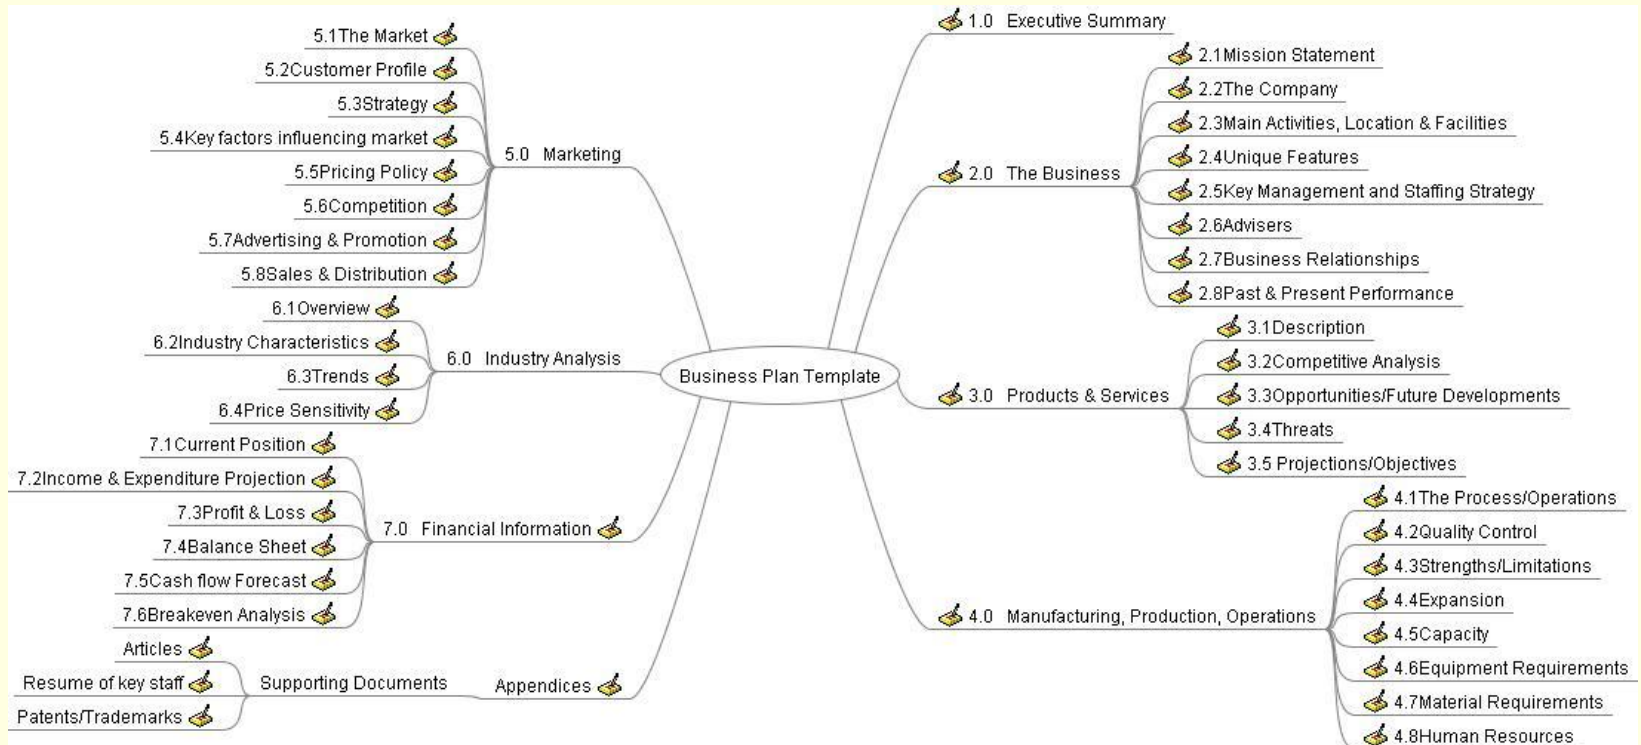 Business Plan Template
1.0 Executive Summary
2.0 The Business
2.1Mission Statement
2.2The Company
2.3Main Activities, Location & Facilities
2.4Unique Features
2.5Key Management and Staffing Strategy
2.6Advisers
2.7Business Relationships
2.8Past & Present Performance
3.0 Products & Services
3.1Description
3.2Competitive Analysis
3.3Opportunities/Future Developments
3.4Threats
3.5 Projections/Objectives
4.0 Manufacturing, Production, Operations
4.1The Process/Operations
4.2Quality Control
4.3Strengths/Limitations
4.4Expansion
4.5Capacity
4.6Equipment Requirements
4.7Material Requirements
4.8Human Resources
5.0 Marketing
5.1The Market
5.2Customer Profile
5.3Strategy
5.4Key factors influencing market
5.5Pricing Policy
5.6Competition
5.7Advertising & Promotion
5.8Sales & Distribution
6.0 Industry Analysis
6.1Overview
6.2Industry Characteristics
6.3Trends
6.4Price Sensitivity
7.0 Financial Information
7.1Current Position
7.2Income & Expenditure Projection
7.3Profit & Loss
7.4Balance Sheet
7.5Cash flow Forecast
7.6Breakeven Analysis
Appendices
Supporting Documents
Articles
Resume of key staff
Patents/Trademarks